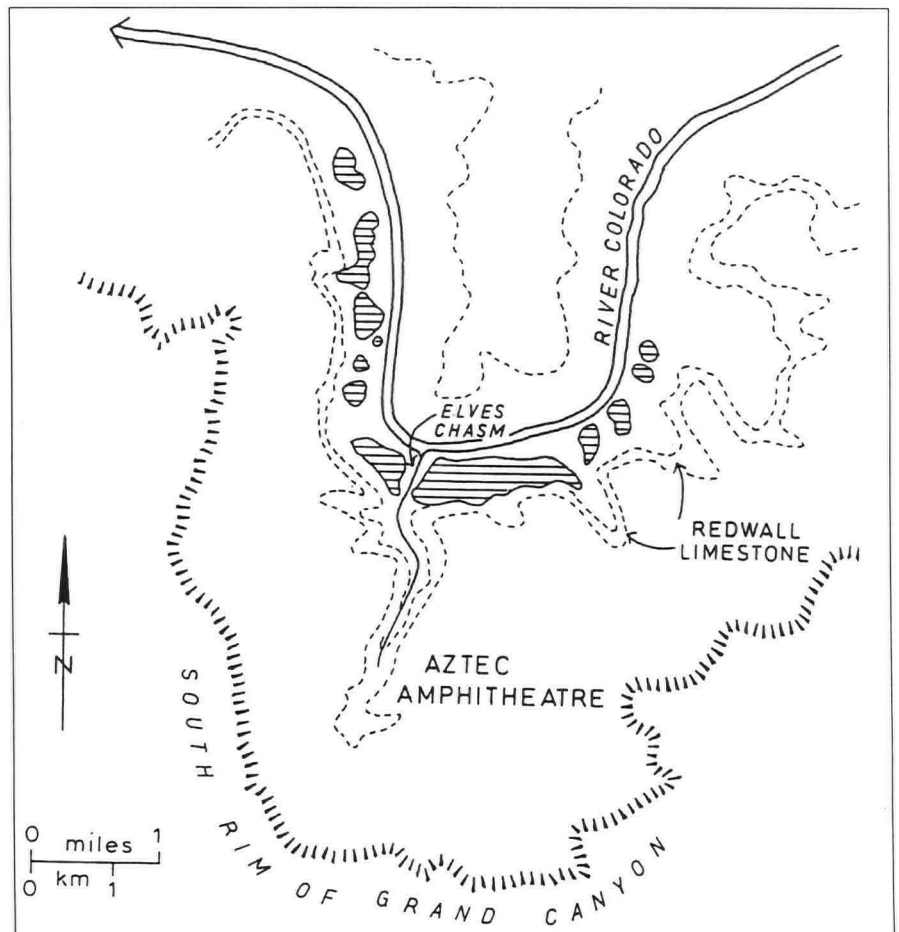 RIVER COLORADO
ELVES
CHASM
REDWALL
LIMESTONE
AZTEC
AMPHITHEATRE
N
SOUTH RIM OF GRAND CANYON
0 miles 1
km
0 1